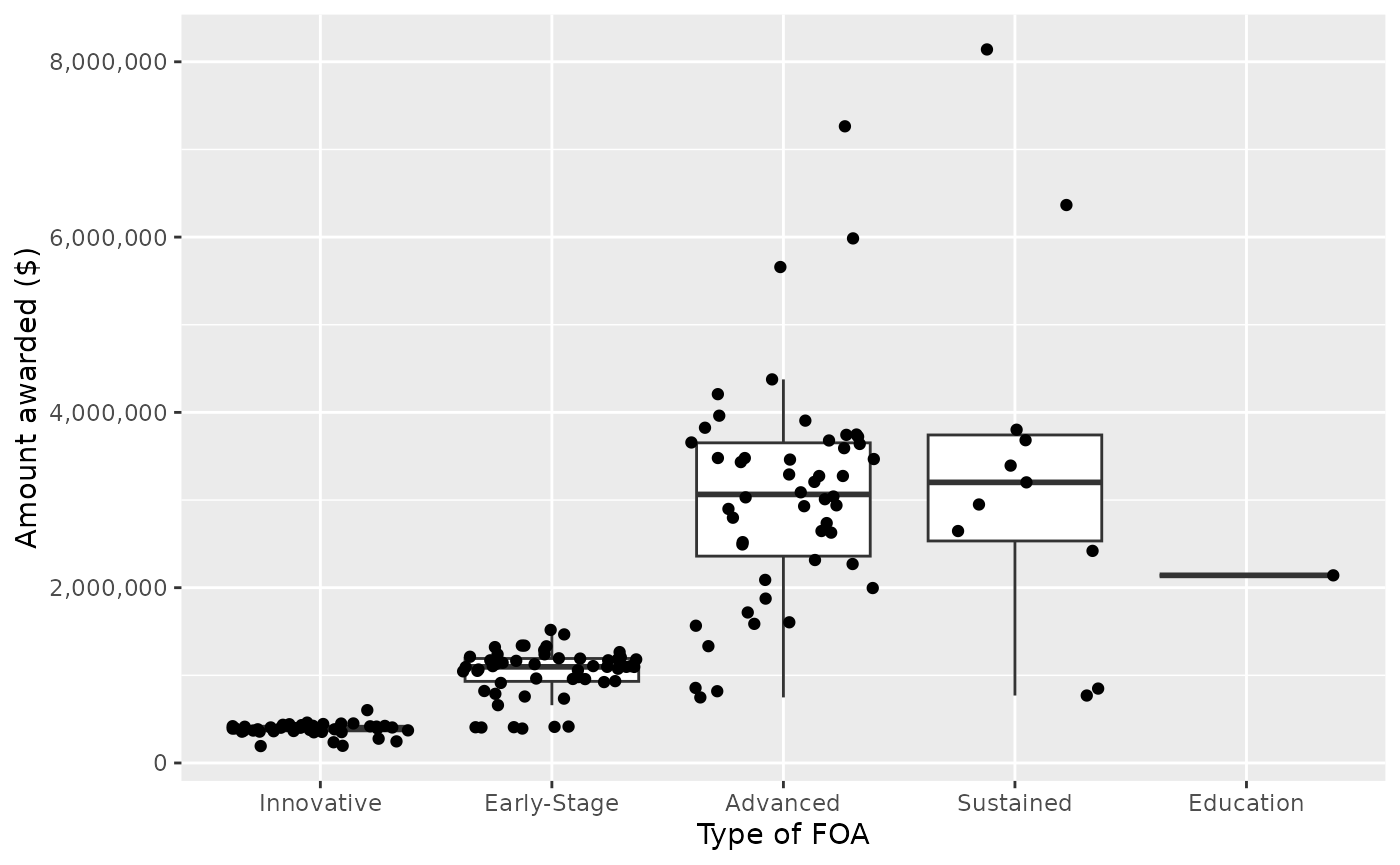 Amount awarded ($)
8,000,000
6,000,000
4,000,000
2,000,000
0
Innovative Early-Stage Advanced Sustained Education
Type of FOA